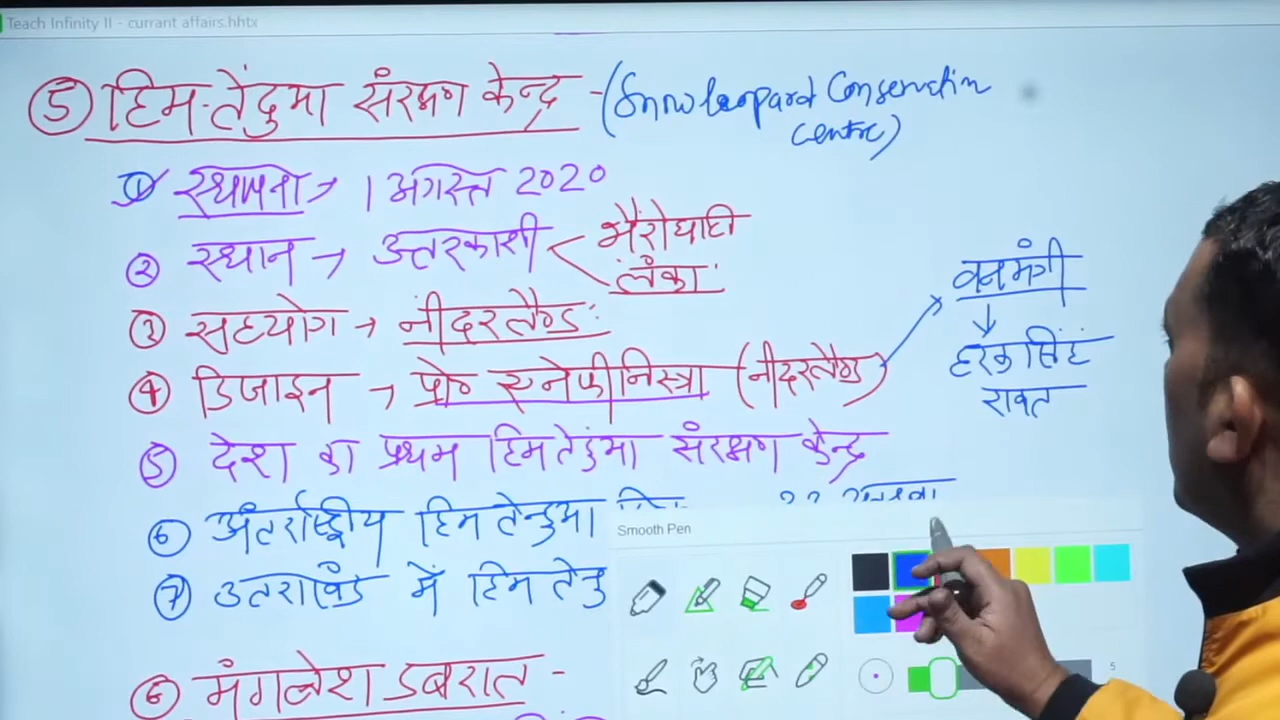 Teach Infinity II - currant affairs.hhtx
⑤ हिम-तेंदुआ संरक्षण केन्द्र - (Snow leopard Conservation
centre)
① स्थापना → 1 अगस्त 2020
② स्थान → उत्तरकाशी < भैरोघाटी
लंका
③ सहयोग → नीदरलैण्ड
④ डिजाइन → प्रो० एनेफीनिस्त्रा (नीदरलैण्ड)
वनमंत्री
↓
हरक सिंह
रावत
⑤ देश का प्रथम हिम तेंदुआ संरक्षण केन्द्र
⑥ अंतर्राष्ट्रीय हिम तेन्दुआ
⑦ उत्तराखंड में हिम तेन्दु
Smooth Pen
5
⑥ मंगलेश डबराल -